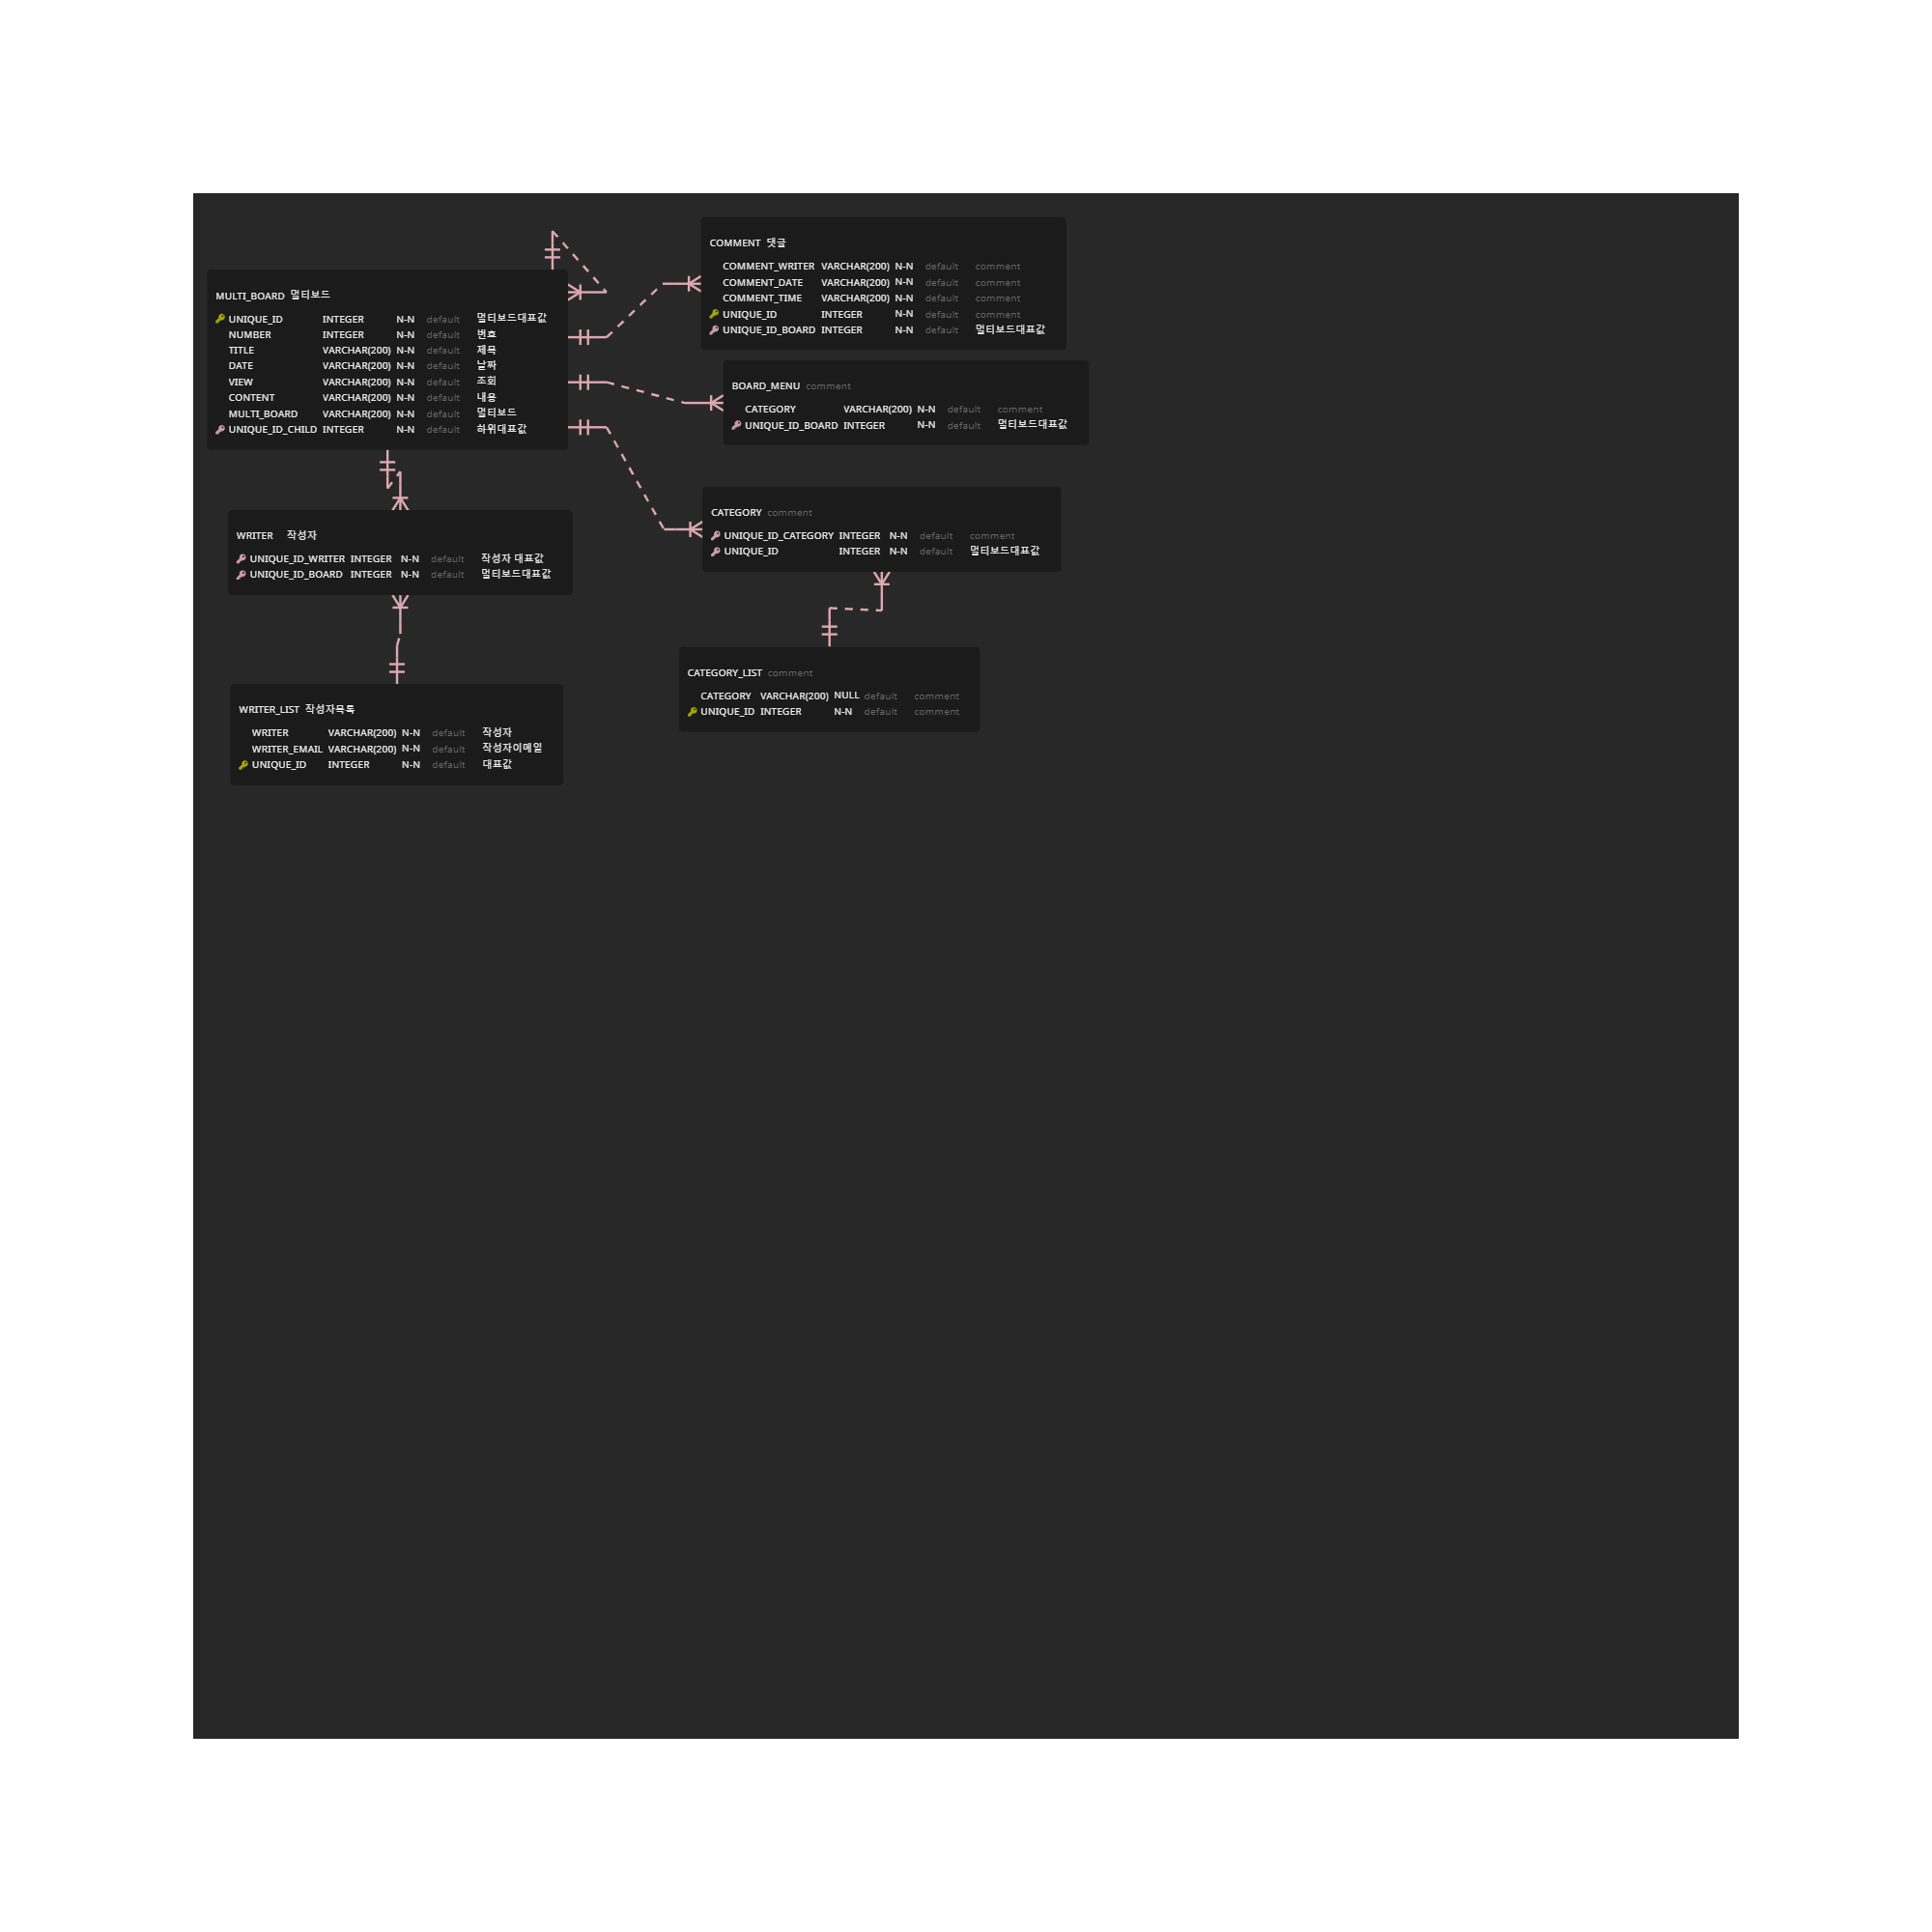 MULTI_BOARD 멀티보드
UNIQUE_ID INTEGER N-N default 멀티보드대표값
NUMBER INTEGER N-N default 번호
TITLE VARCHAR(200) N-N default 제목
DATE VARCHAR(200) N-N default 날짜
VIEW VARCHAR(200) N-N default 조회
CONTENT VARCHAR(200) N-N default 내용
MULTI_BOARD VARCHAR(200) N-N default 멀티보드
UNIQUE_ID_CHILD INTEGER N-N default 하위대표값
COMMENT 댓글
COMMENT_WRITER VARCHAR(200) N-N default comment
COMMENT_DATE VARCHAR(200) N-N default comment
COMMENT_TIME VARCHAR(200) N-N default comment
UNIQUE_ID INTEGER N-N default comment
UNIQUE_ID_BOARD INTEGER N-N default 멀티보드대표값
BOARD_MENU comment
CATEGORY VARCHAR(200) N-N default comment
UNIQUE_ID_BOARD INTEGER N-N default 멀티보드대표값
CATEGORY comment
UNIQUE_ID_CATEGORY INTEGER N-N default comment
UNIQUE_ID INTEGER N-N default 멀티보드대표값
WRITER 작성자
UNIQUE_ID_WRITER INTEGER N-N default 작성자 대표값
UNIQUE_ID_BOARD INTEGER N-N default 멀티보드대표값
CATEGORY_LIST comment
CATEGORY VARCHAR(200) NULL default comment
UNIQUE_ID INTEGER N-N default comment
WRITER_LIST 작성자목록
WRITER VARCHAR(200) N-N default 작성자
WRITER_EMAIL VARCHAR(200) N-N default 작성자이메일
UNIQUE_ID INTEGER N-N default 대표값